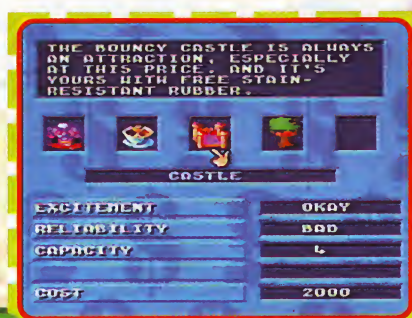 THE BOUNCY CASTLE IS ALWAYS
AN ATTRACTION, ESPECIALLY
AT THIS PRICE, AND IT'S
YOURS WITH FREE STAIN-
RESISTANT RUBBER.
CASTLE
EXCITEMENT OKAY
RELIABILITY BAD
CAPACITY 4
COST 2000